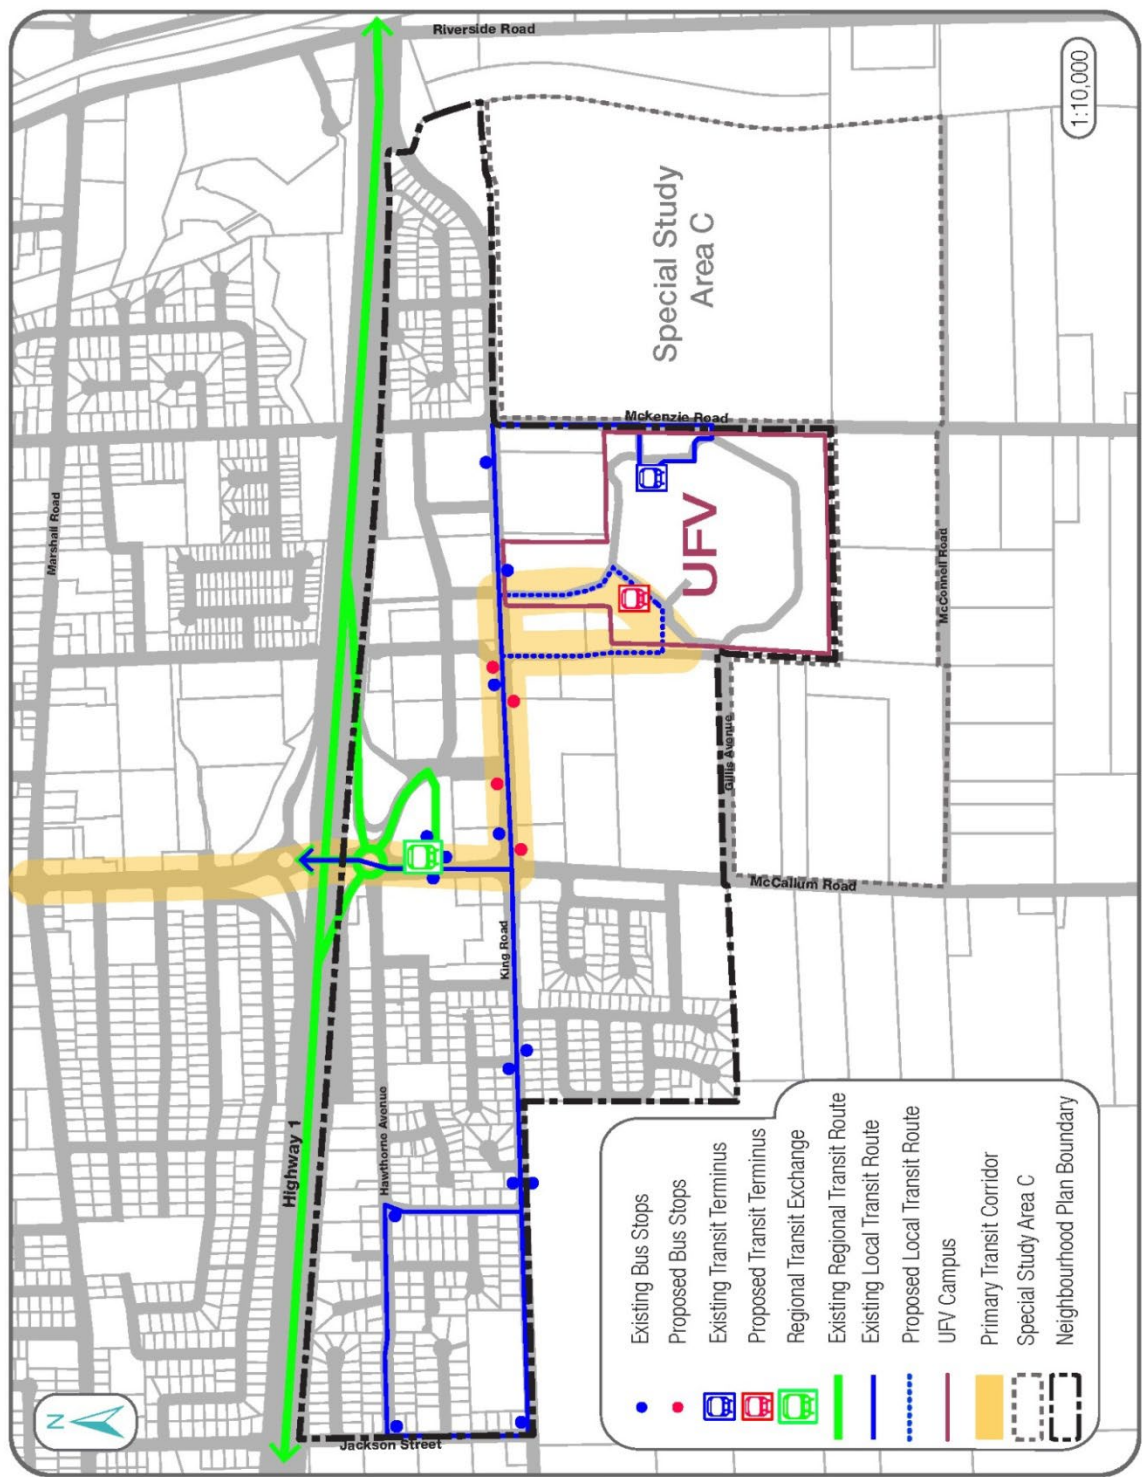 Riverside Road
1:10,000
Special Study
Area C
Mckenzie Road
Marshall Road
UFV
McConnell Road
Gillis Avenue
McCallum Road
King Road
Highway 1
Hawthorne Avenue
Jackson Street
N
Existing Bus Stops
Proposed Bus Stops
Existing Transit Terminus
Proposed Transit Terminus
Regional Transit Exchange
Existing Regional Transit Route
Existing Local Transit Route
Proposed Local Transit Route
UFV Campus
Primary Transit Corridor
Special Study Area C
Neighbourhood Plan Boundary